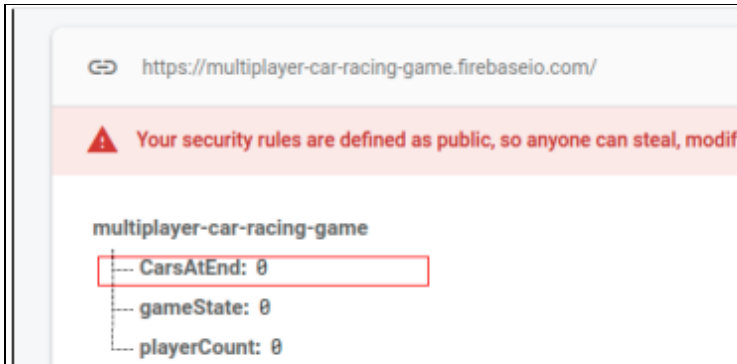 https://multiplayer-car-racing-game.firebaseio.com/
Your security rules are defined as public, so anyone can steal, modif
multiplayer-car-racing-game
CarsAtEnd: 0
gameState: 0
playerCount: 0